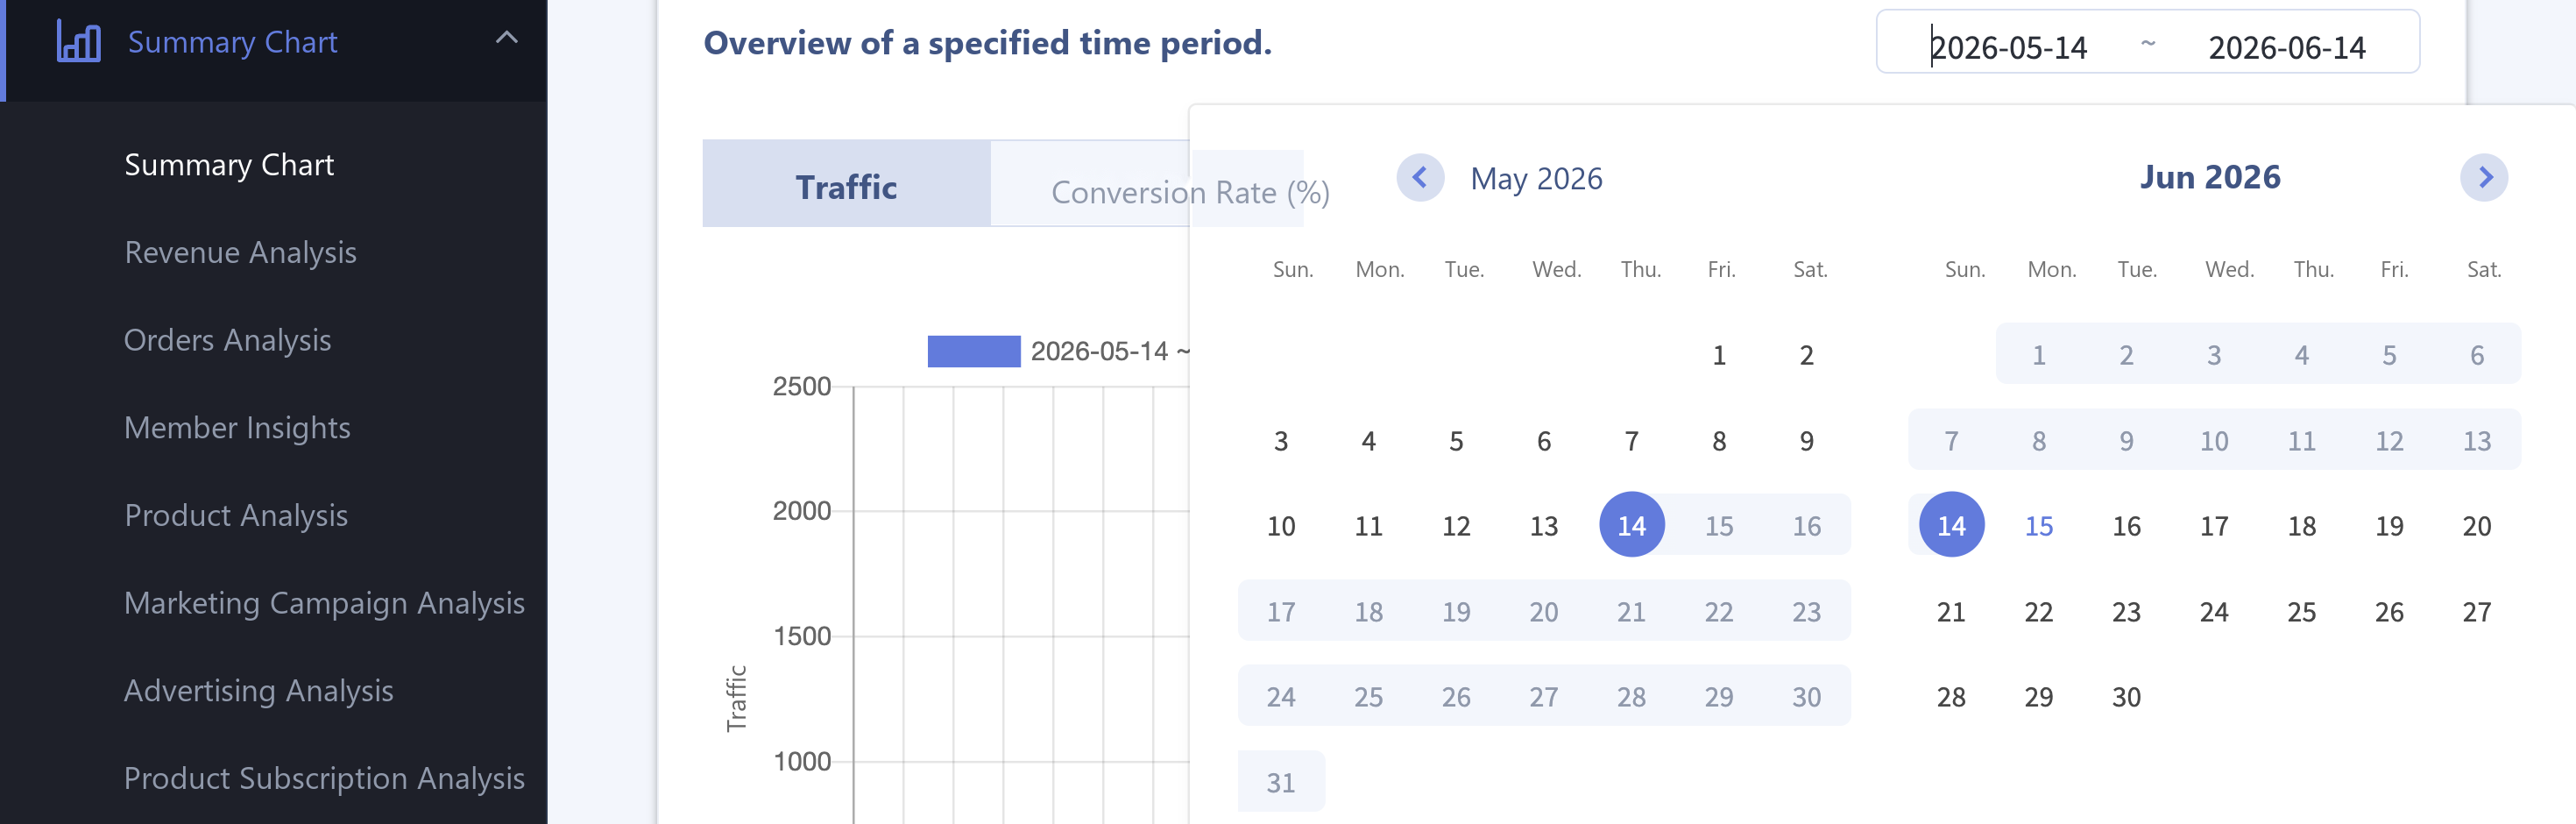 Summary Chart
Summary Chart
Revenue Analysis
Orders Analysis
Member Insights
Product Analysis
Marketing Campaign Analysis
Advertising Analysis
Product Subscription Analysis
Overview of a specified time period.
2026-05-14 ~ 2026-06-14
Traffic
Conversion Rate (%)
2026-05-14 ~
2500
2000
1500
1000
Traffic
May 2026
Sun. Mon. Tue. Wed. Thu. Fri. Sat.
1 2
3 4 5 6 7 8 9
10 11 12 13 14 15 16
17 18 19 20 21 22 23
24 25 26 27 28 29 30
31
Jun 2026
Sun. Mon. Tue. Wed. Thu. Fri. Sat.
1 2 3 4 5 6
7 8 9 10 11 12 13
14 15 16 17 18 19 20
21 22 23 24 25 26 27
28 29 30